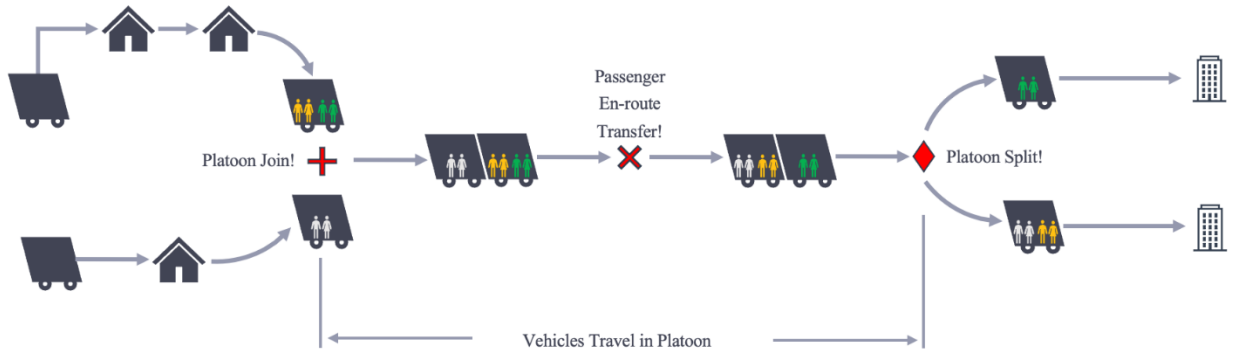 Passenger
En-route
Transfer!
Platoon Join!
Platoon Split!
Vehicles Travel in Platoon